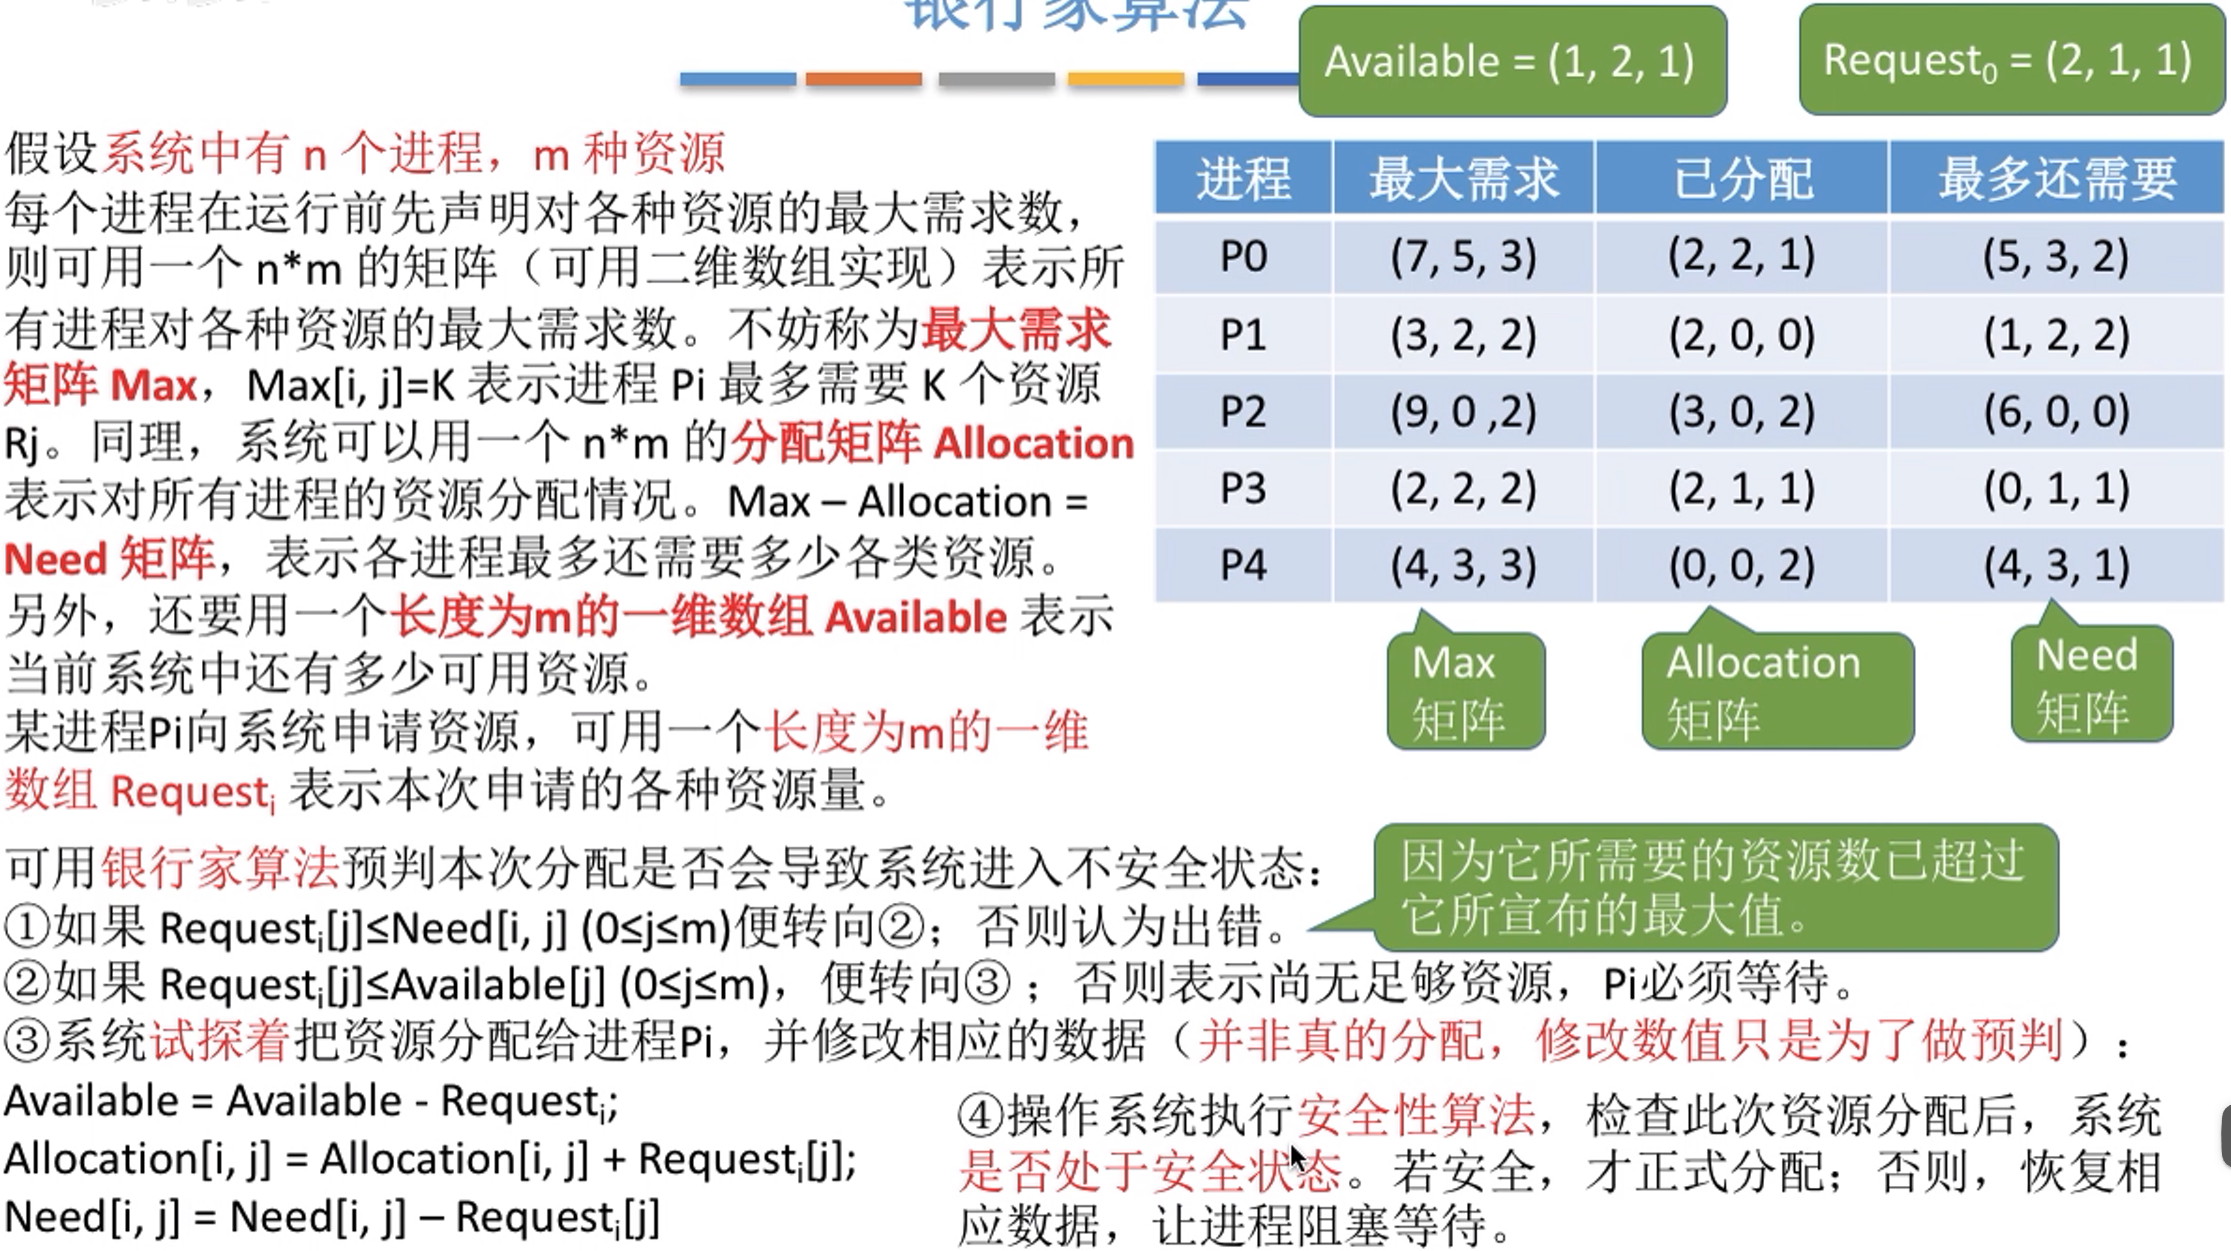 银行家算法
Available = (1, 2, 1)
Request₀ = (2, 1, 1)
假设系统中有 n 个进程，m 种资源
每个进程在运行前先声明对各种资源的最大需求数，
则可用一个 n*m 的矩阵（可用二维数组实现）表示所
有进程对各种资源的最大需求数。不妨称为最大需求
矩阵 Max，Max[i, j]=K 表示进程 Pi 最多需要 K 个资源
Rj。同理，系统可以用一个 n*m 的分配矩阵 Allocation
表示对所有进程的资源分配情况。Max – Allocation =
Need 矩阵，表示各进程最多还需要多少各类资源。
另外，还要用一个长度为m的一维数组 Available 表示
当前系统中还有多少可用资源。
某进程Pi向系统申请资源，可用一个长度为m的一维
数组 Requestᵢ 表示本次申请的各种资源量。
进程 最大需求 已分配 最多还需要
P0 (7, 5, 3) (2, 2, 1) (5, 3, 2)
P1 (3, 2, 2) (2, 0, 0) (1, 2, 2)
P2 (9, 0 ,2) (3, 0, 2) (6, 0, 0)
P3 (2, 2, 2) (2, 1, 1) (0, 1, 1)
P4 (4, 3, 3) (0, 0, 2) (4, 3, 1)
Max
矩阵
Allocation
矩阵
Need
矩阵
可用银行家算法预判本次分配是否会导致系统进入不安全状态：
①如果 Requestᵢ[j]≤Need[i, j] (0≤j≤m)便转向②；否则认为出错。
因为它所需要的资源数已超过
它所宣布的最大值。
②如果 Requestᵢ[j]≤Available[j] (0≤j≤m)，便转向③；否则表示尚无足够资源，Pi必须等待。
③系统试探着把资源分配给进程Pi，并修改相应的数据（并非真的分配，修改数值只是为了做预判）：
Available = Available - Requestᵢ;
Allocation[i, j] = Allocation[i, j] + Requestᵢ[j];
Need[i, j] = Need[i, j] – Requestᵢ[j]
④操作系统执行安全性算法，检查此次资源分配后，系统
是否处于安全状态。若安全，才正式分配；否则，恢复相
应数据，让进程阻塞等待。